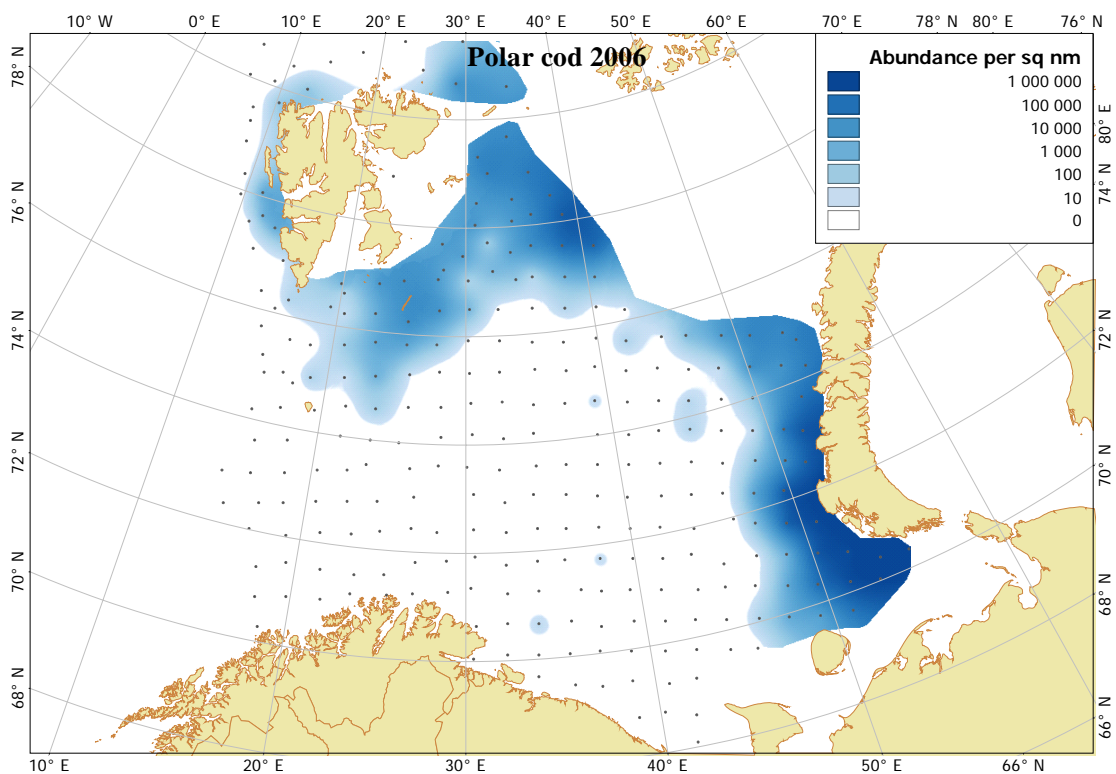 10° W 0° E 10° E 20° E 30° E 40° E 50° E 60° E 70° E 78° N 80° E 76° N
Polar cod 2006
Abundance per sq nm
1 000 000
100 000
10 000
1 000
100
10
0
78° N
76° N
74° N
72° N
70° N
68° N
80° E
74° N
72° N
70° N
68° N
66° N
10° E 20° E 30° E 40° E 50° E 66° N